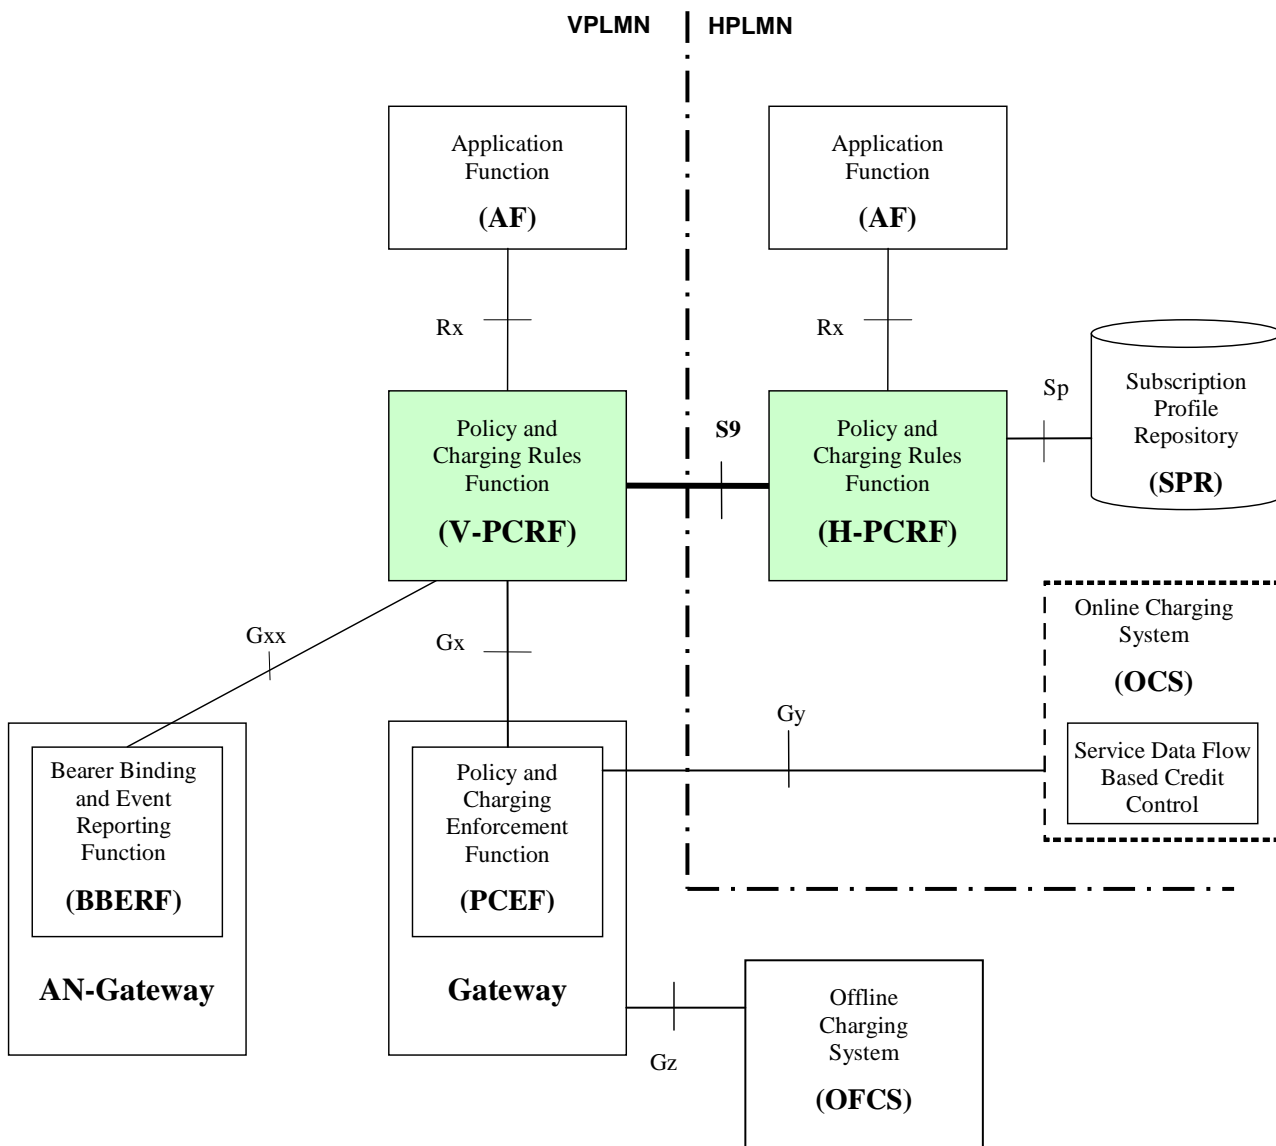 VPLMN
HPLMN
Application
Function
(AF)
Application
Function
(AF)
Rx
Rx
Policy and
Charging Rules
Function
(V-PCRF)
S9
Policy and
Charging Rules
Function
(H-PCRF)
Sp
Subscription
Profile
Repository
(SPR)
Gxx
Gx
Online Charging
System
(OCS)
Service Data Flow
Based Credit
Control
Gy
Bearer Binding
and Event
Reporting
Function
(BBERF)
AN-Gateway
Policy and
Charging
Enforcement
Function
(PCEF)
Gateway
Gz
Offline
Charging
System
(OFCS)